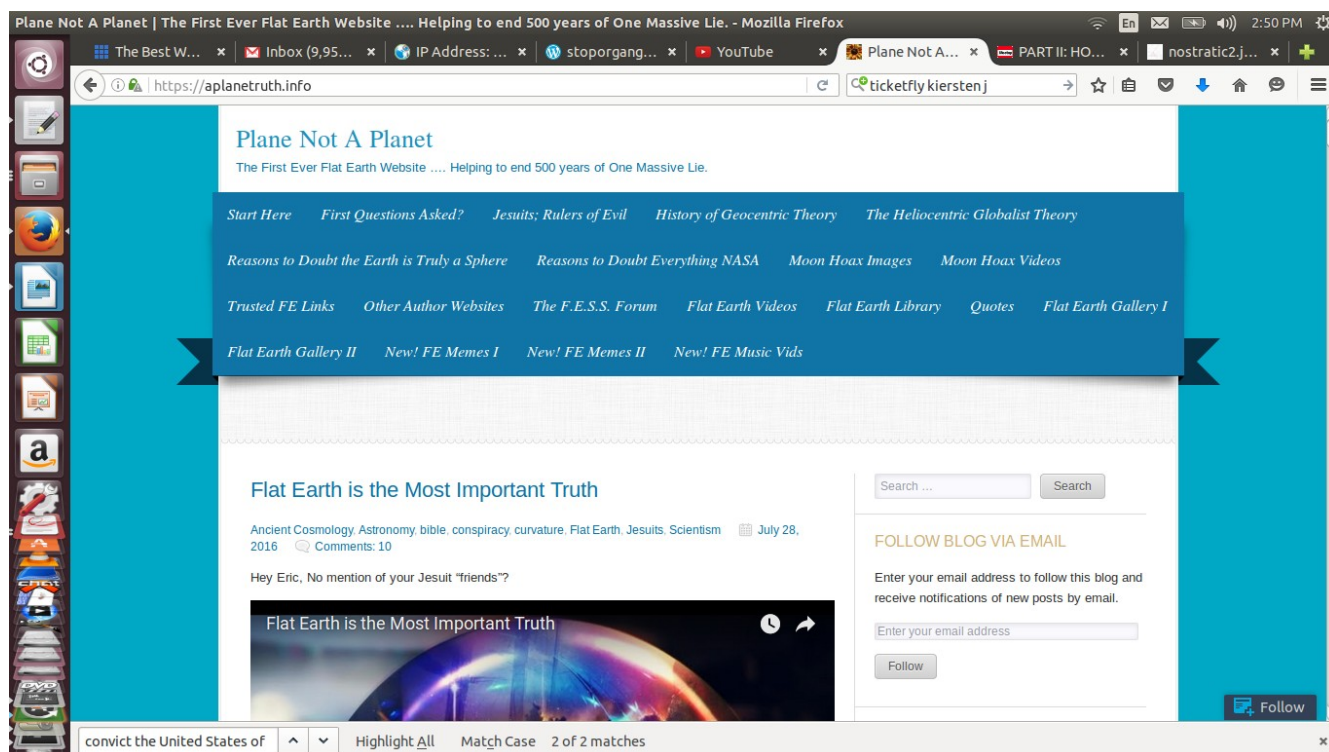 Plane Not A Planet | The First Ever Flat Earth Website .... Helping to end 500 years of One Massive Lie. - Mozilla Firefox En 2:50 PM
The Best W... × Inbox (9,95... × IP Address: ... × stoporgang... × YouTube × Plane Not A... × PART II: HO... × nostratic2.j... ×
https://aplanetruth.info ticketfly kiersten j
Plane Not A Planet
The First Ever Flat Earth Website .... Helping to end 500 years of One Massive Lie.
Start Here First Questions Asked? Jesuits; Rulers of Evil History of Geocentric Theory The Heliocentric Globalist Theory
Reasons to Doubt the Earth is Truly a Sphere Reasons to Doubt Everything NASA Moon Hoax Images Moon Hoax Videos
Trusted FE Links Other Author Websites The F.E.S.S. Forum Flat Earth Videos Flat Earth Library Quotes Flat Earth Gallery I
Flat Earth Gallery II New! FE Memes I New! FE Memes II New! FE Music Vids
Flat Earth is the Most Important Truth
Ancient Cosmology, Astronomy, bible, conspiracy, curvature, Flat Earth, Jesuits, Scientism July 28,
2016 Comments: 10
Hey Eric, No mention of your Jesuit “friends”?
Flat Earth is the Most Important Truth
Search ... Search
FOLLOW BLOG VIA EMAIL
Enter your email address to follow this blog and
receive notifications of new posts by email.
Enter your email address
Follow
Follow
a
DVD
convict the United States of Highlight All Match Case 2 of 2 matches ×